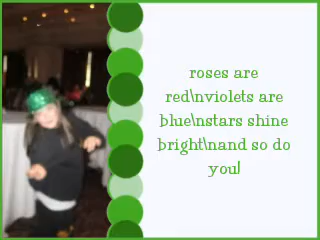 roses are
red\nviolets are
blue\nstars shine
bright\nand so do
you!